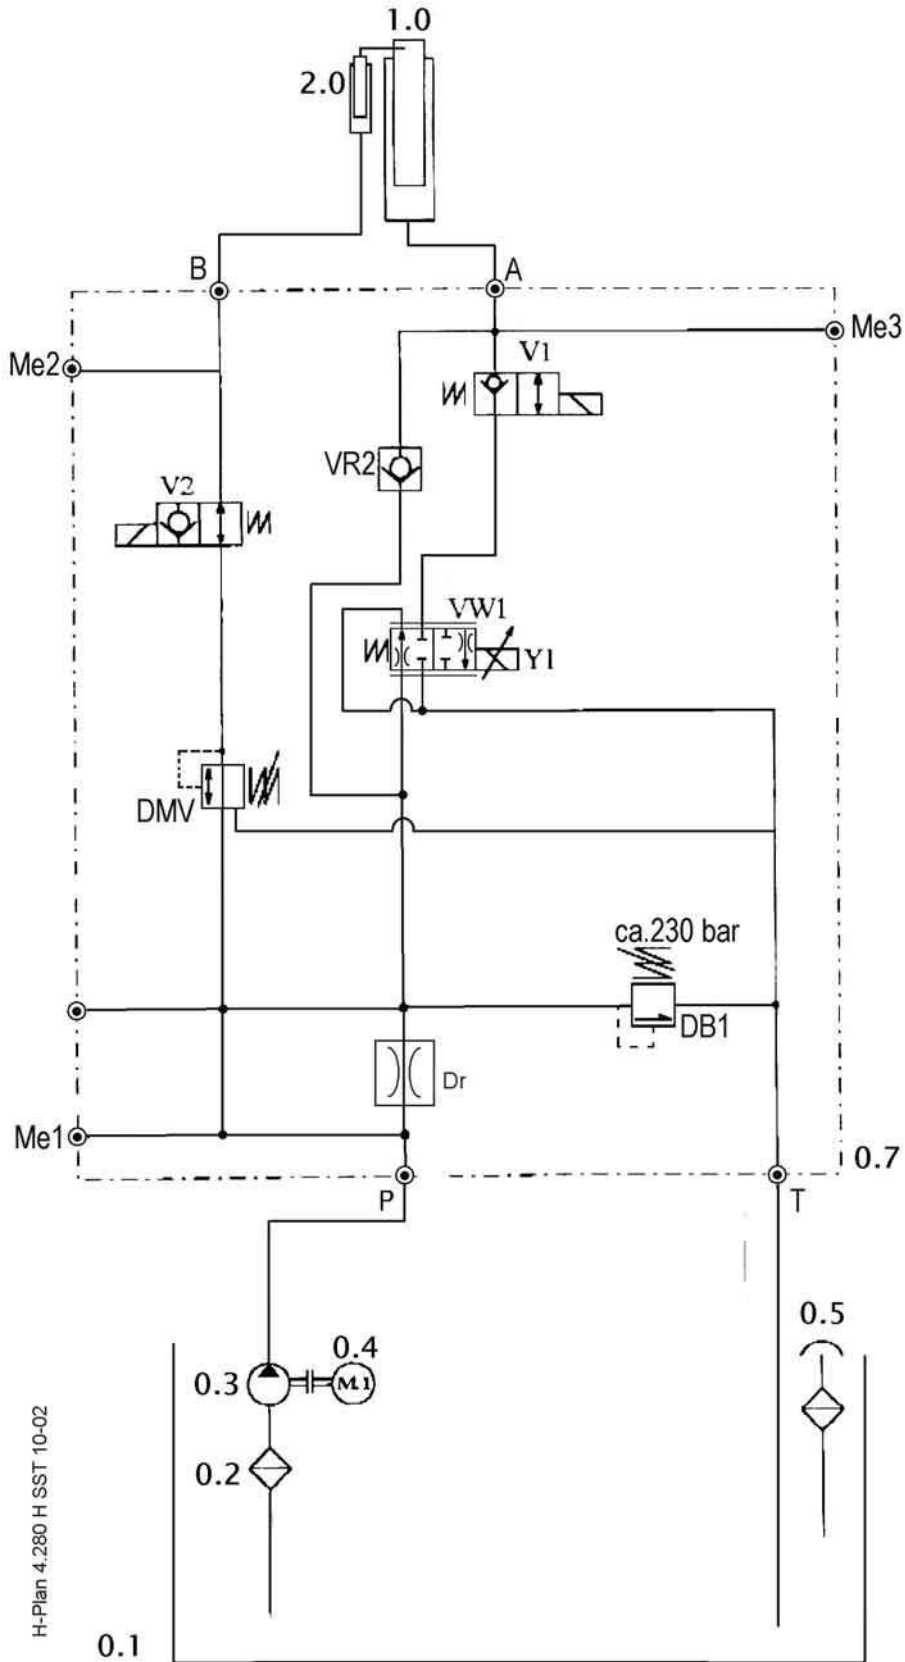 1.0
2.0
B
A
Me2
Me3
V1
VR2
V2
VW1
Y1
DMV
ca.230 bar
DB1
Dr
Me1
0.7
P
T
0.5
0.4
0.3
M.1
0.2
H-Plan 4.280 H SST 10-02
0.1